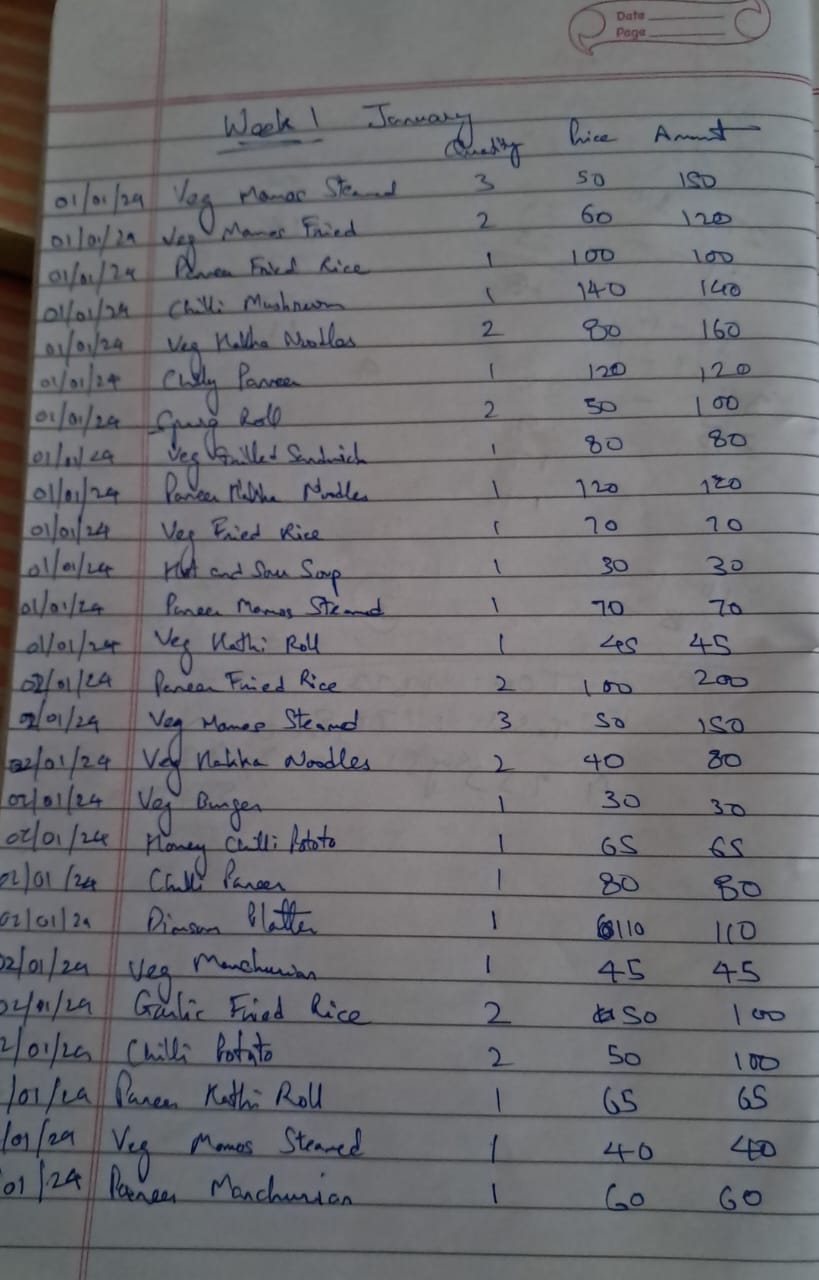 Date
Page
Week 1 January
Quantity Price Amount
01/01/24 Veg Momos Steamed 3 50 150
01/01/24 Veg Momos Fried 2 60 120
01/01/24 Paneer Fried Rice 1 100 100
01/01/24 Chilli Mushroom 1 140 140
01/01/24 Veg Hakka Noodles 2 80 160
01/01/24 Chilly Paneer 1 120 120
01/01/24 Spring Roll 2 50 100
01/01/24 Veg Grilled Sandwich 1 80 80
01/01/24 Paneer Hakka Noodles 1 120 120
01/01/24 Veg Fried Rice 1 70 70
01/01/24 Hot and Sour Soup 1 30 30
01/01/24 Paneer Momos Steamed 1 70 70
01/01/24 Veg Kathi Roll 1 45 45
02/01/24 Paneer Fried Rice 2 100 200
02/01/24 Veg Momos Steamed 3 50 150
02/01/24 Veg Hakka Noodles 2 40 80
02/01/24 Veg Burger 1 30 30
02/01/24 Honey Chilli Potato 1 65 65
02/01/24 Chilli Paneer 1 80 80
02/01/24 Dimsum Platter 1 110 110
02/01/24 Veg Manchurian 1 45 45
02/01/24 Garlic Fried Rice 2 50 100
2/01/24 Chilli Potato 2 50 100
/01/24 Paneer Kathi Roll 1 65 65
/01/24 Veg Momos Steamed 1 40 40
01/24 Paneer Manchurian 1 60 60